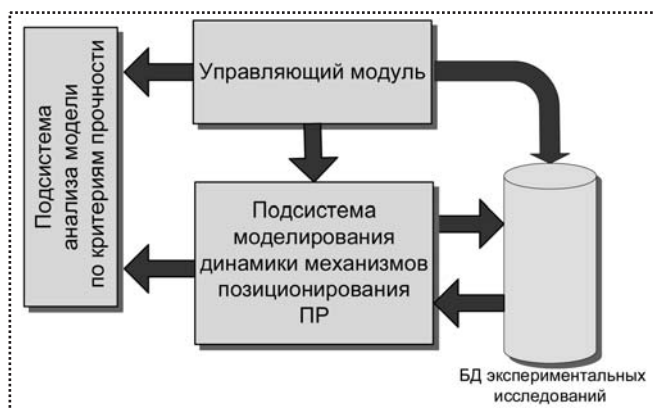 Подсистема
анализа модели
по критериям прочности
Управляющий модуль
Подсистема
моделирования
динамики механизмов
позиционирования
ПР
БД экспериментальных
исследований